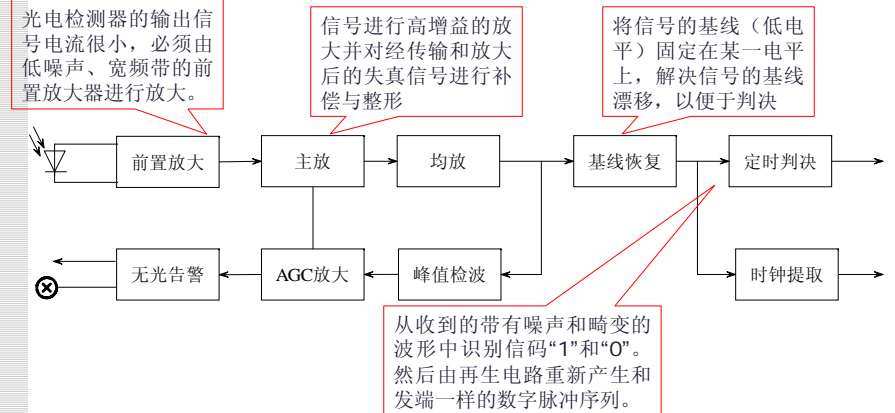 光电检测器的输出信
号电流很小，必须由
低噪声、宽频带的前
置放大器进行放大。
信号进行高增益的放
大并对经传输和放大
后的失真信号进行补
偿与整形
将信号的基线（低电
平）固定在某一电平
上，解决信号的基线
漂移，以便于判决
前置放大
主放
均放
基线恢复
定时判决
无光告警
AGC放大
峰值检波
时钟提取
从收到的带有噪声和畸变的
波形中识别信码“1”和“0”。
然后由再生电路重新产生和
发端一样的数字脉冲序列。